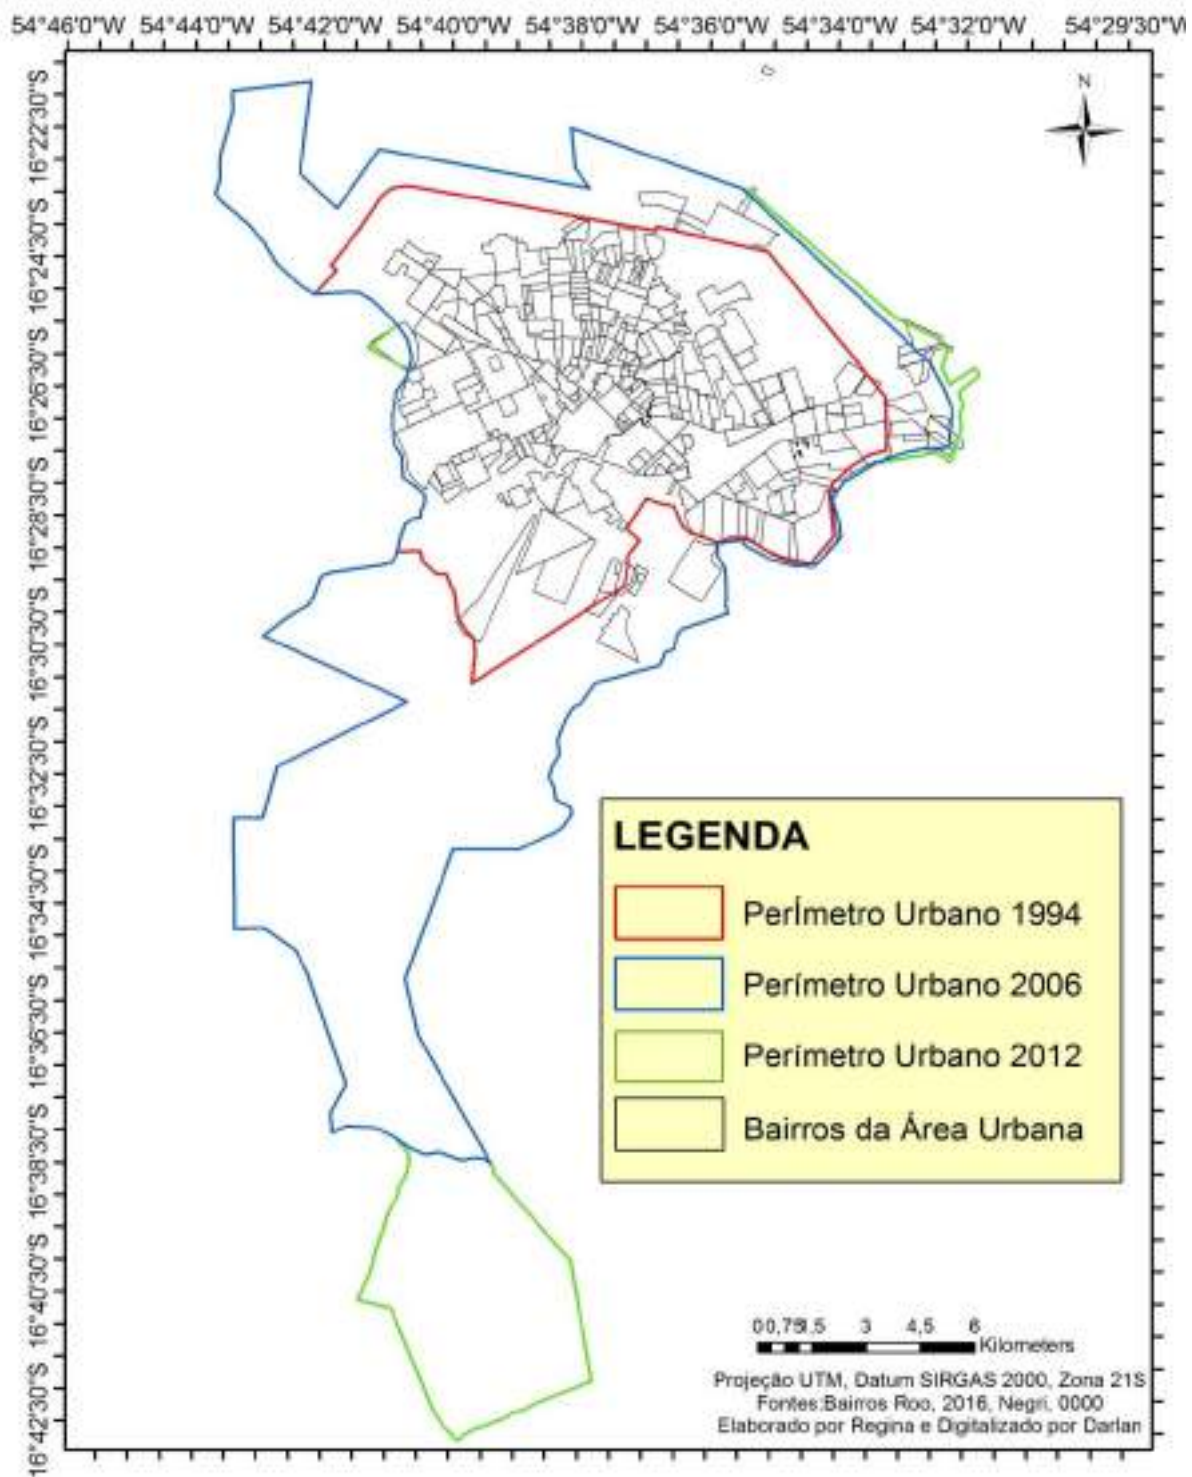 54°46'0"W 54°44'0"W 54°42'0"W 54°40'0"W 54°38'0"W 54°36'0"W 54°34'0"W 54°32'0"W 54°29'30"W
16°22'30"S
16°24'30"S
16°26'30"S
16°28'30"S
16°30'30"S
16°32'30"S
16°34'30"S
16°36'30"S
16°38'30"S
16°40'30"S
16°42'30"S
N
LEGENDA
PerÍmetro Urbano 1994
Perímetro Urbano 2006
Perímetro Urbano 2012
Bairros da Área Urbana
0 0,75 1,5 3 4,5 6
Kilometers
Projeção UTM, Datum SIRGAS 2000, Zona 21S
Fontes:Bairros Roo, 2016, Negri, 0000
Elaborado por Regina e Digitalizado por Darlan